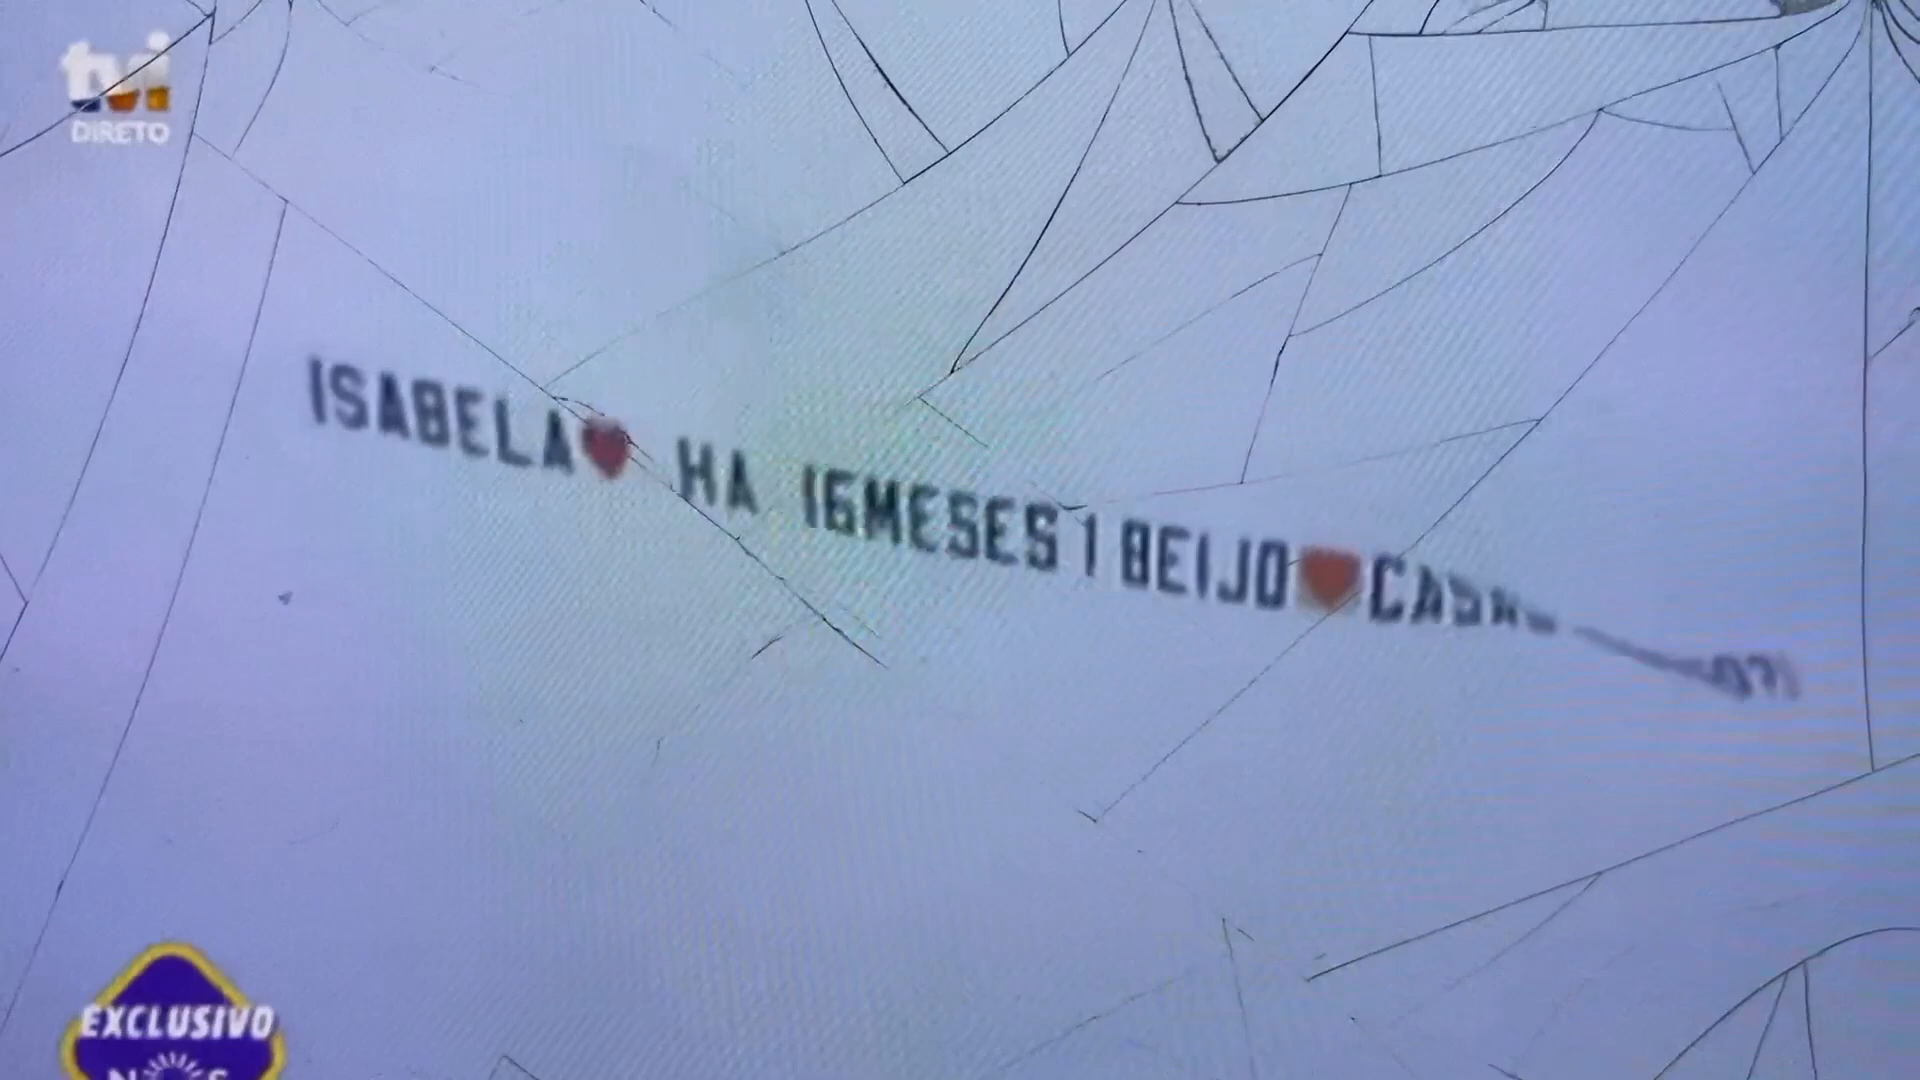 tvi
DIRETO
ISABELA❤ HA 16MESES 1 BEIJO❤
EXCLUSIVO